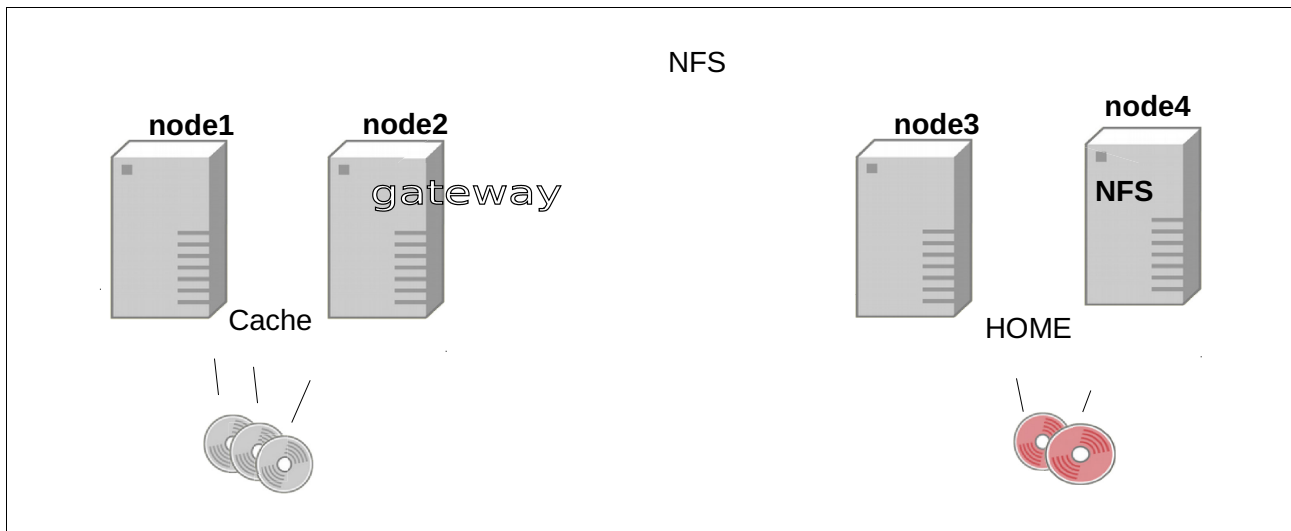 NFS
node1
node2
node3
node4
gateway
NFS
Cache
HOME